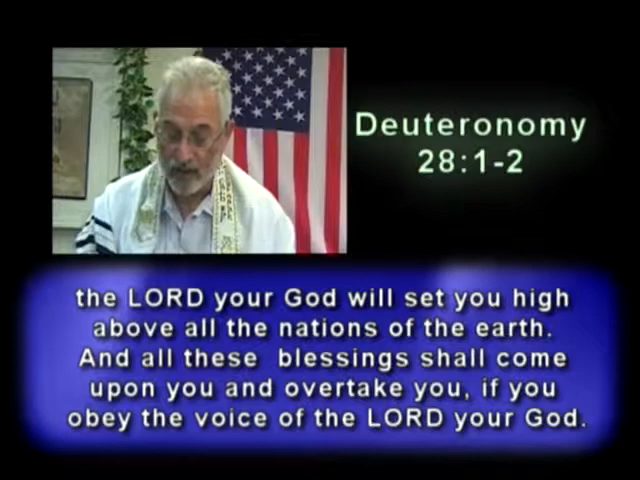 Deuteronomy
28:1-2
the LORD your God will set you high
above all the nations of the earth.
And all these blessings shall come
upon you and overtake you, if you
obey the voice of the LORD your God.